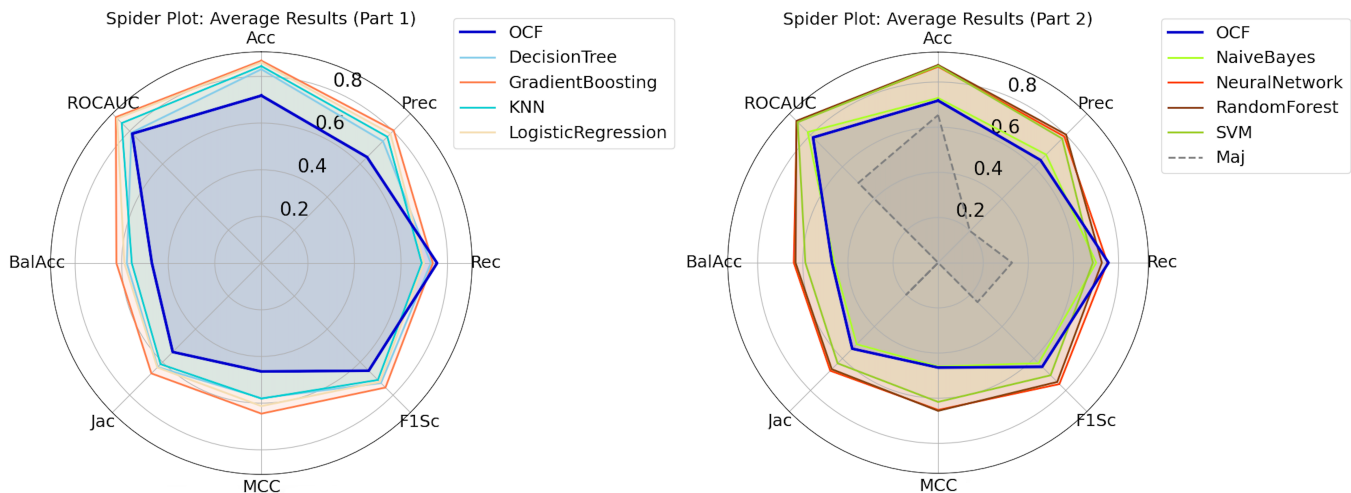 Spider Plot: Average Results (Part 1)
Acc
Prec
Rec
F1Sc
MCC
Jac
BalAcc
ROCAUC
0.2
0.4
0.6
0.8
OCF
DecisionTree
GradientBoosting
KNN
LogisticRegression
Spider Plot: Average Results (Part 2)
Acc
Prec
Rec
F1Sc
MCC
Jac
BalAcc
ROCAUC
0.2
0.4
0.6
0.8
OCF
NaiveBayes
NeuralNetwork
RandomForest
SVM
Maj